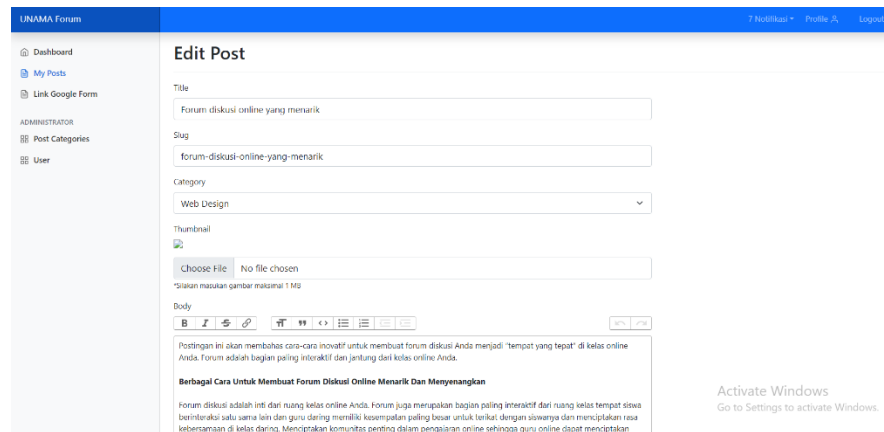 UNAMA Forum
7 Notifikasi
Profile
Logout
Dashboard
My Posts
Link Google Form
ADMINISTRATOR
Post Categories
User
Edit Post
Title
Forum diskusi online yang menarik
Slug
forum-diskusi-online-yang-menarik
Category
Web Design
Thumbnail
Choose File No file chosen
*Silakan masukan gambar maksimal 1 MB
Body
Postingan ini akan membahas cara-cara inovatif untuk membuat forum diskusi Anda menjadi "tempat yang tepat" di kelas online
Anda. Forum adalah bagian paling interaktif dan jantung dari kelas online Anda.
Berbagai Cara Untuk Membuat Forum Diskusi Online Menarik Dan Menyenangkan
Forum diskusi adalah inti dari ruang kelas online Anda. Forum juga merupakan bagian paling interaktif dari ruang kelas tempat siswa
berinteraksi satu sama lain dan guru daring memiliki kesempatan paling besar untuk terikat dengan siswanya dan menciptakan rasa
kebersamaan di kelas daring. Menciptakan komunitas penting dalam pengajaran online sehingga guru online dapat menciptakan
Activate Windows
Go to Settings to activate Windows.